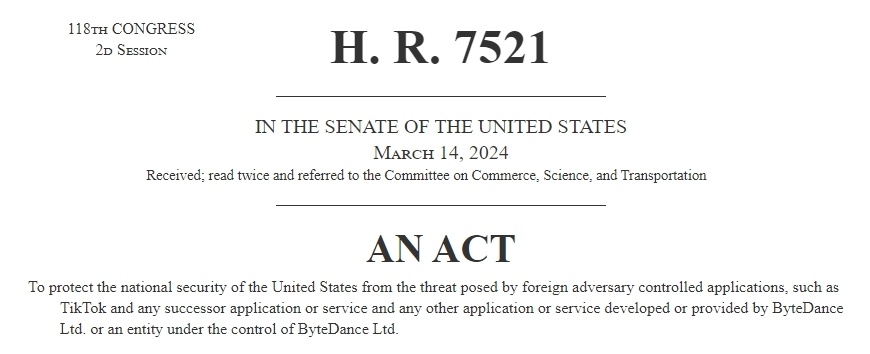 118TH CONGRESS
2D SESSION
H. R. 7521
IN THE SENATE OF THE UNITED STATES
MARCH 14, 2024
Received; read twice and referred to the Committee on Commerce, Science, and Transportation
AN ACT
To protect the national security of the United States from the threat posed by foreign adversary controlled applications, such as
TikTok and any successor application or service and any other application or service developed or provided by ByteDance
Ltd. or an entity under the control of ByteDance Ltd.